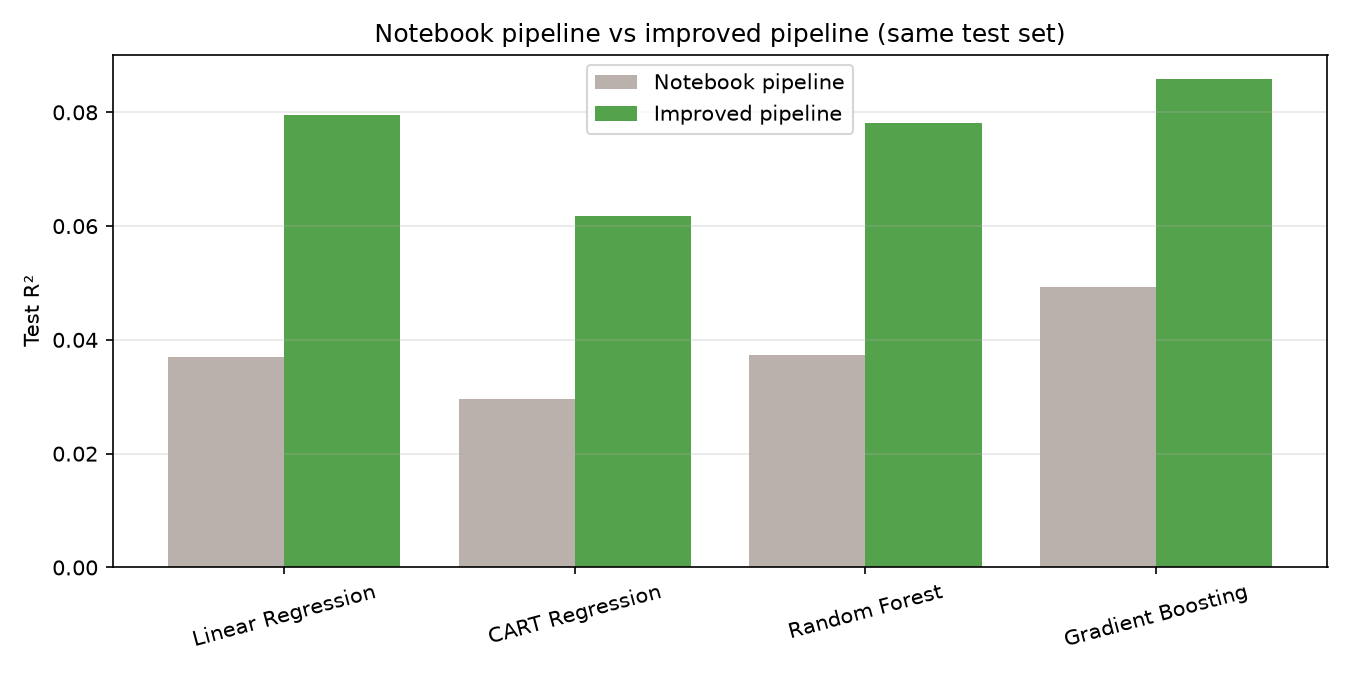 Notebook pipeline vs improved pipeline (same test set)
Notebook pipeline
Improved pipeline
Test R²
0.08
0.06
0.04
0.02
0.00
Linear Regression
CART Regression
Random Forest
Gradient Boosting